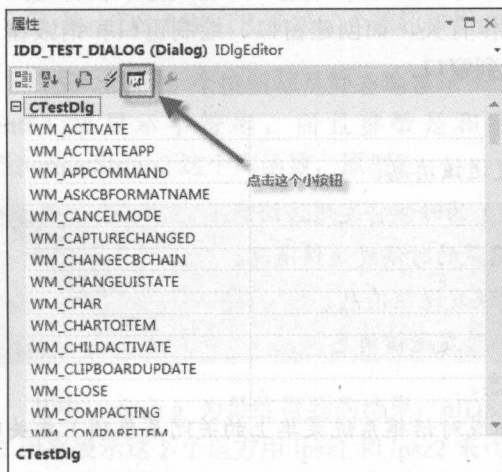 属性
IDD_TEST_DIALOG (Dialog) IDlgEditor
CTestDlg
WM_ACTIVATE
WM_ACTIVATEAPP
WM_APPCOMMAND
点击这个小按钮
WM_ASKCBFORMATNAME
WM_CANCELMODE
WM_CAPTURECHANGED
WM_CHANGECBCHAIN
WM_CHANGEUISTATE
WM_CHAR
WM_CHARTOITEM
WM_CHILDACTIVATE
WM_CLIPBOARDUPDATE
WM_CLOSE
WM_COMPACTING
WM_COMPAREITEM
CTestDlg